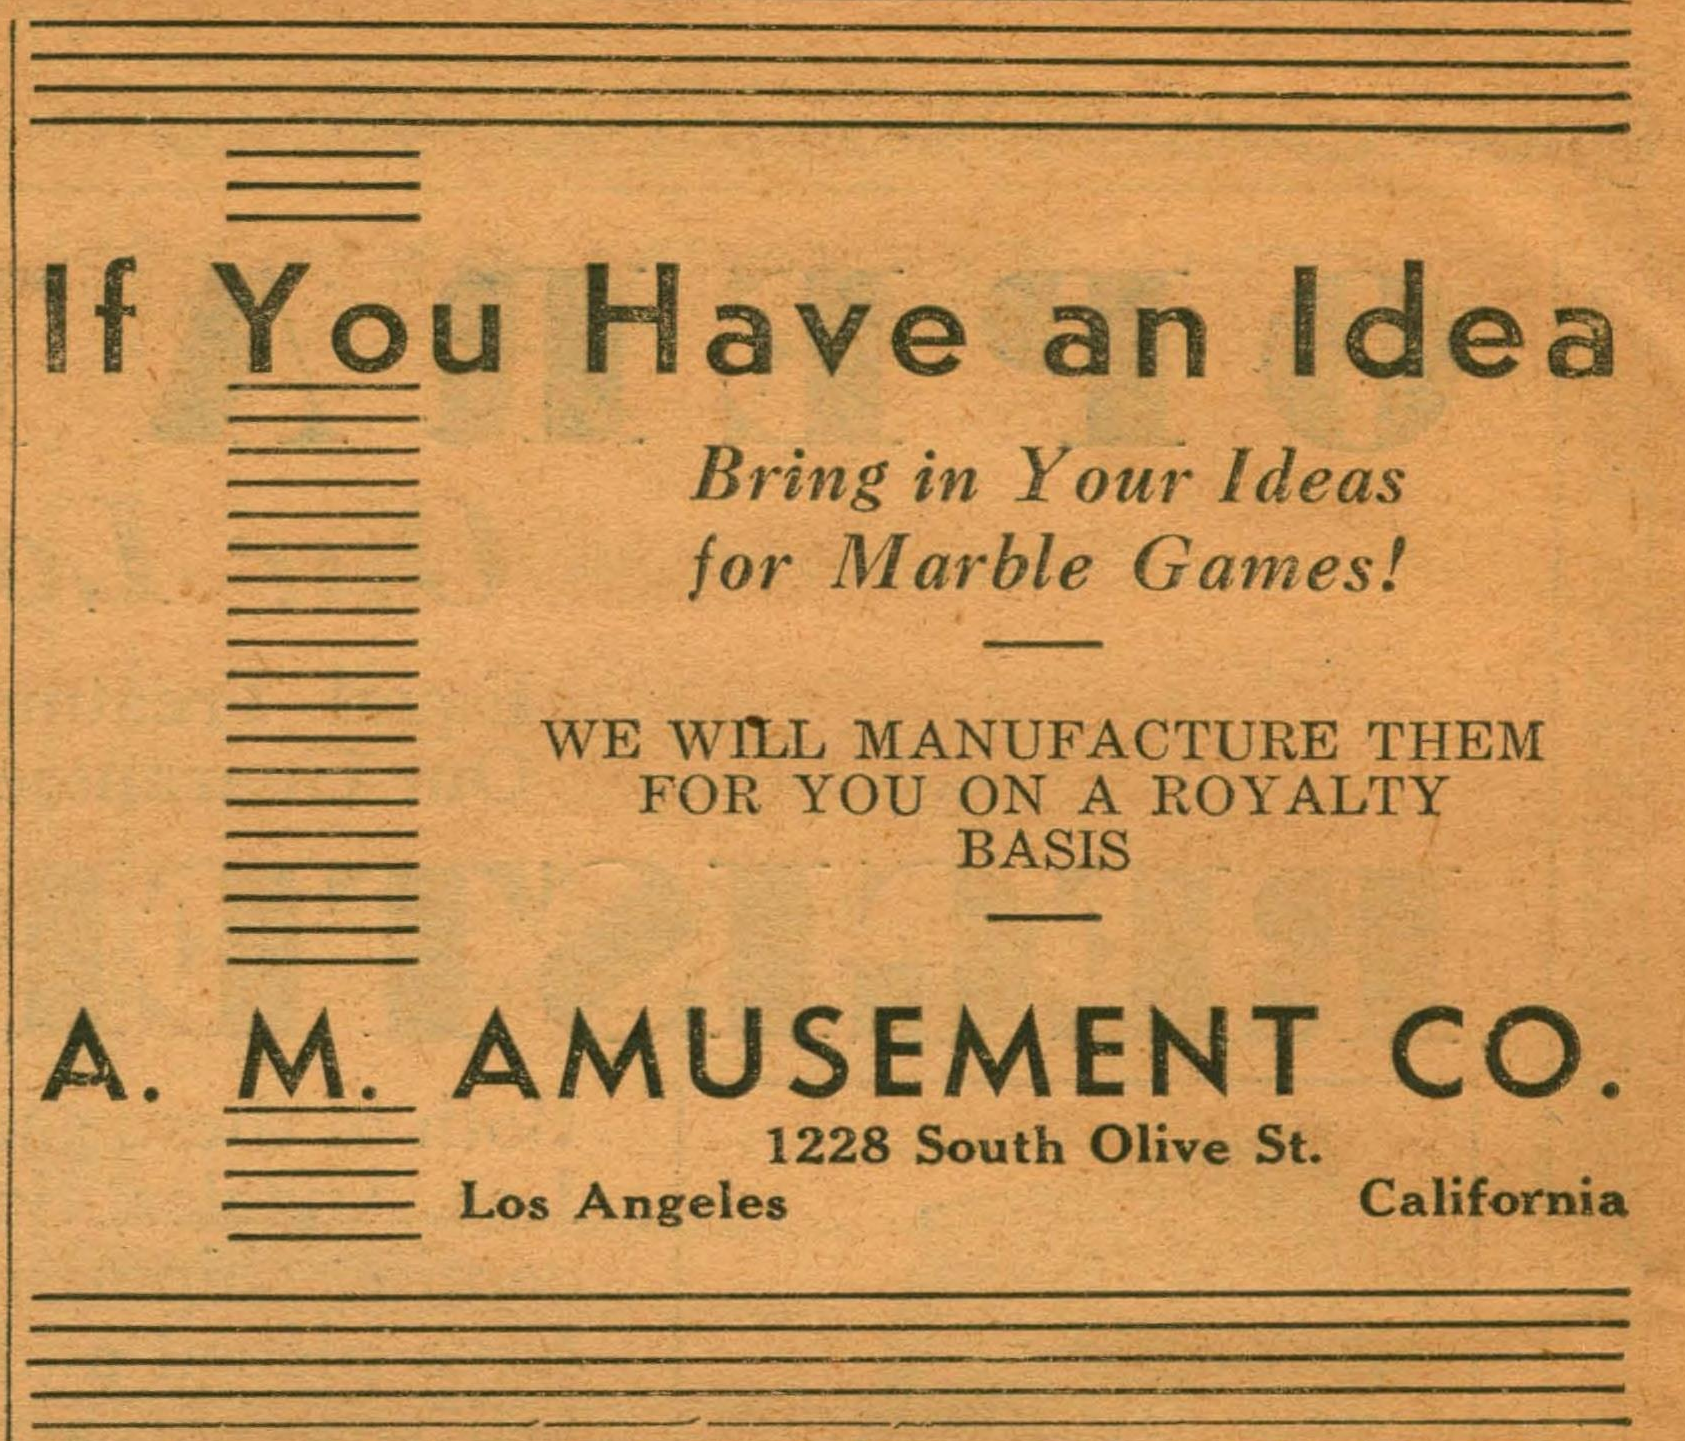 If You Have an Idea
Bring in Your Ideas
for Marble Games!
WE WILL MANUFACTURE THEM
FOR YOU ON A ROYALTY
BASIS
A. M. AMUSEMENT CO.
1228 South Olive St.
Los Angeles California